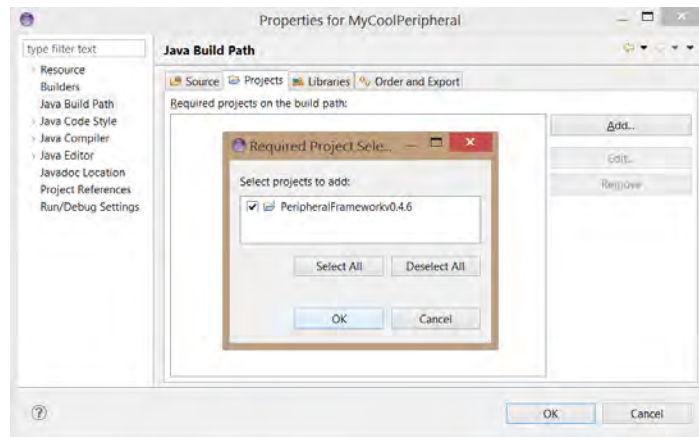 Properties for MyCoolPeripheral
type filter text
Java Build Path
Resource
Builders
Java Build Path
Java Code Style
Java Compiler
Java Editor
Javadoc Location
Project References
Run/Debug Settings
Source Projects Libraries Order and Export
Required projects on the build path:
Add...
Edit...
Remove
Required Project Sele...
Select projects to add:
PeripheralFrameworkv0.4.6
Select All Deselect All
OK Cancel
OK Cancel